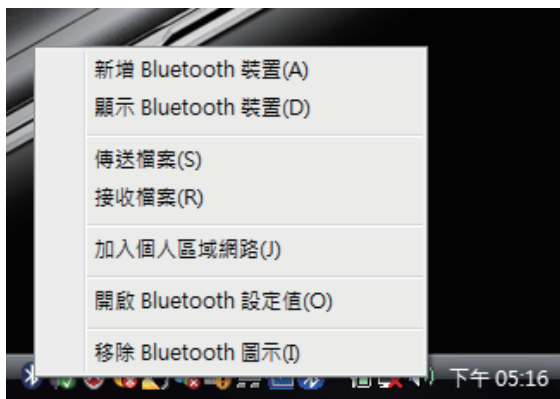 新增 Bluetooth 裝置(A)
顯示 Bluetooth 裝置(D)
傳送檔案(S)
接收檔案(R)
加入個人區域網路(J)
開啟 Bluetooth 設定值(O)
移除 Bluetooth 圖示(I)
下午 05:16